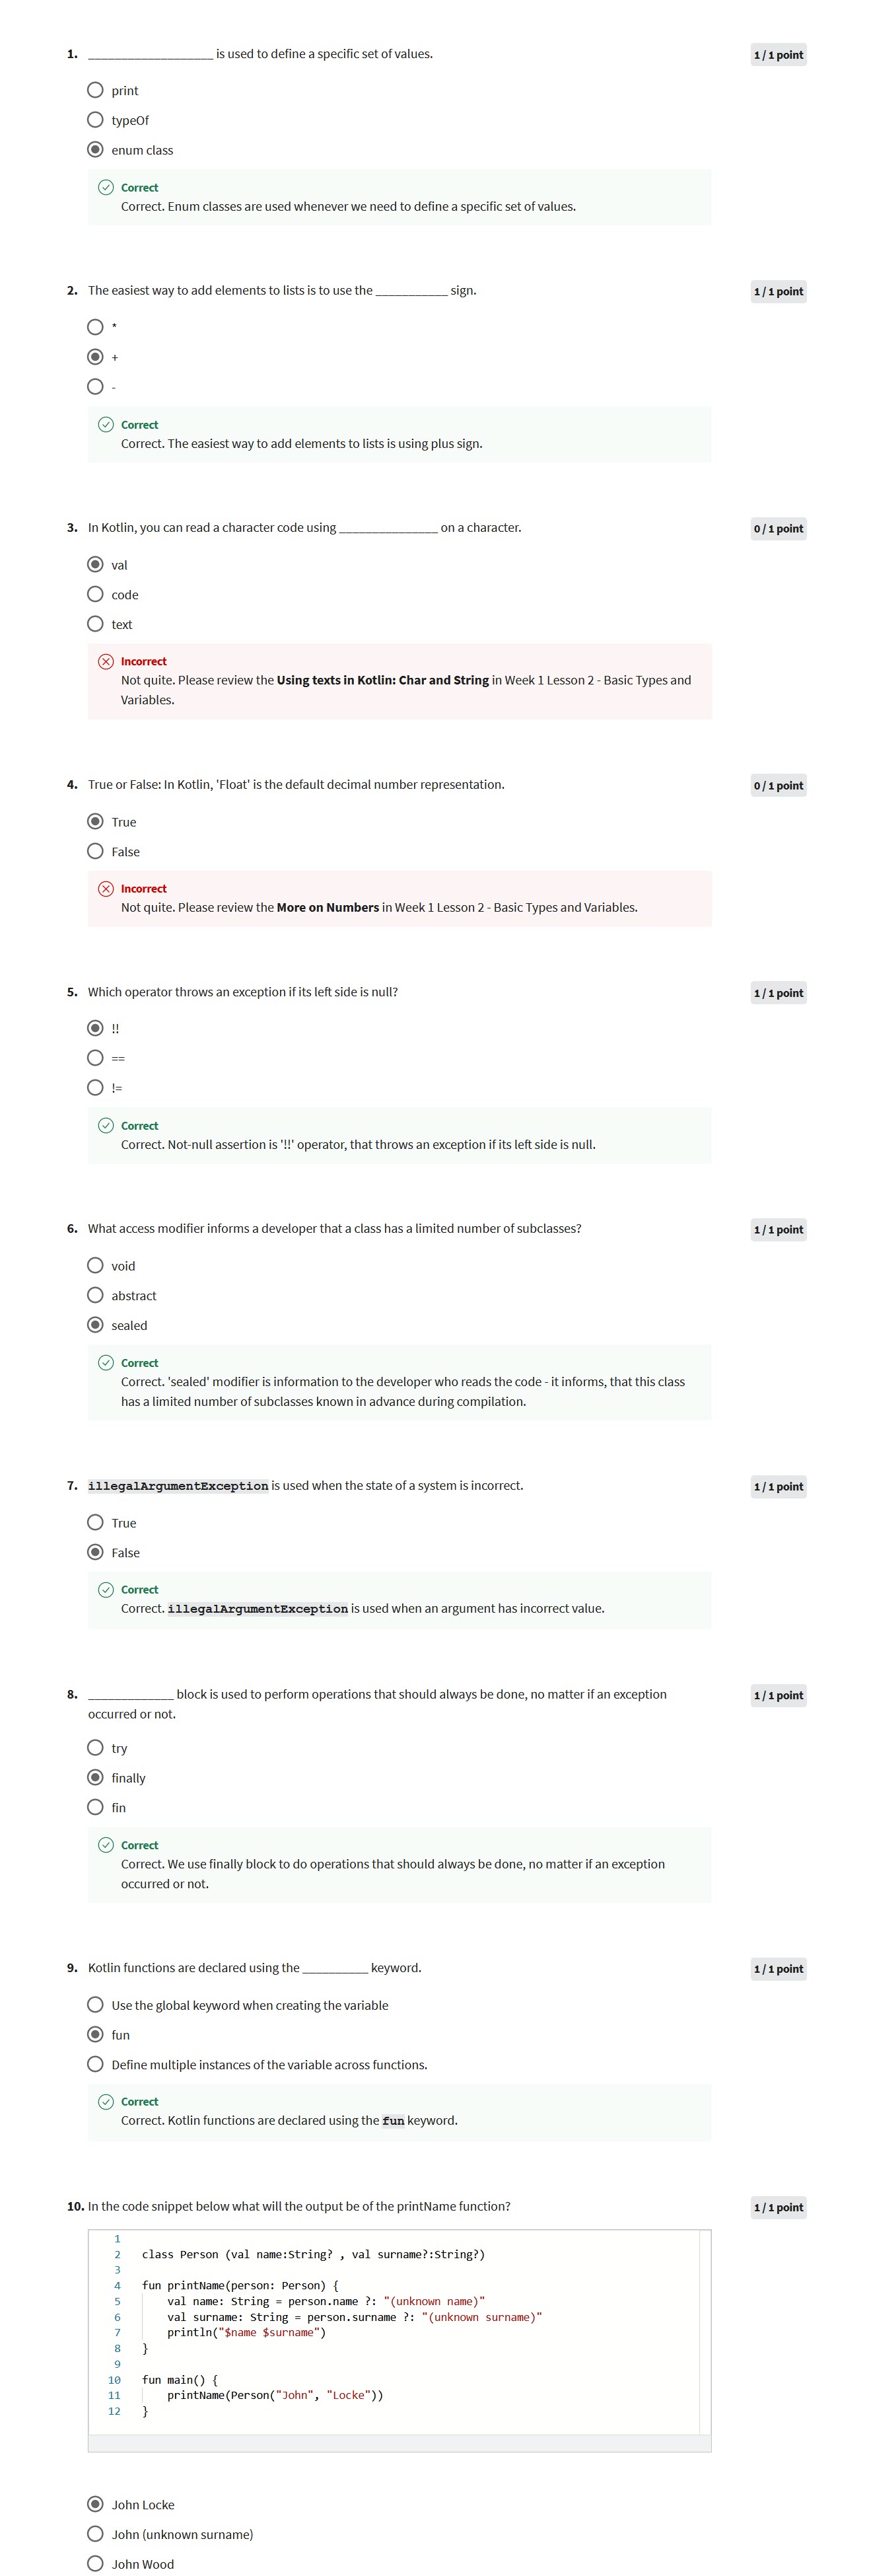 1. ___________________ is used to define a specific set of values.
1 / 1 point
print
typeOf
enum class
Correct
Correct. Enum classes are used whenever we need to define a specific set of values.
2. The easiest way to add elements to lists is to use the ___________ sign.
1 / 1 point
*
+
-
Correct
Correct. The easiest way to add elements to lists is using plus sign.
3. In Kotlin, you can read a character code using _______________ on a character.
0 / 1 point
val
code
text
Incorrect
Not quite. Please review the Using texts in Kotlin: Char and String in Week 1 Lesson 2 - Basic Types and
Variables.
4. True or False: In Kotlin, 'Float' is the default decimal number representation.
0 / 1 point
True
False
Incorrect
Not quite. Please review the More on Numbers in Week 1 Lesson 2 - Basic Types and Variables.
5. Which operator throws an exception if its left side is null?
1 / 1 point
!!
==
!=
Correct
Correct. Not-null assertion is '!!' operator, that throws an exception if its left side is null.
6. What access modifier informs a developer that a class has a limited number of subclasses?
1 / 1 point
void
abstract
sealed
Correct
Correct. 'sealed' modifier is information to the developer who reads the code - it informs, that this class
has a limited number of subclasses known in advance during compilation.
7. illegalArgumentException is used when the state of a system is incorrect.
1 / 1 point
True
False
Correct
Correct. illegalArgumentException is used when an argument has incorrect value.
8. _____________ block is used to perform operations that should always be done, no matter if an exception
occurred or not.
1 / 1 point
try
finally
fin
Correct
Correct. We use finally block to do operations that should always be done, no matter if an exception
occurred or not.
9. Kotlin functions are declared using the __________ keyword.
1 / 1 point
Use the global keyword when creating the variable
fun
Define multiple instances of the variable across functions.
Correct
Correct. Kotlin functions are declared using the fun keyword.
10. In the code snippet below what will the output be of the printName function?
1 / 1 point
1
2 class Person (val name:String? , val surname?:String?)
3
4 fun printName(person: Person) {
5 val name: String = person.name ?: "(unknown name)"
6 val surname: String = person.surname ?: "(unknown surname)"
7 println("$name $surname")
8 }
9
10 fun main() {
11 printName(Person("John", "Locke"))
12 }
John Locke
John (unknown surname)
John Wood